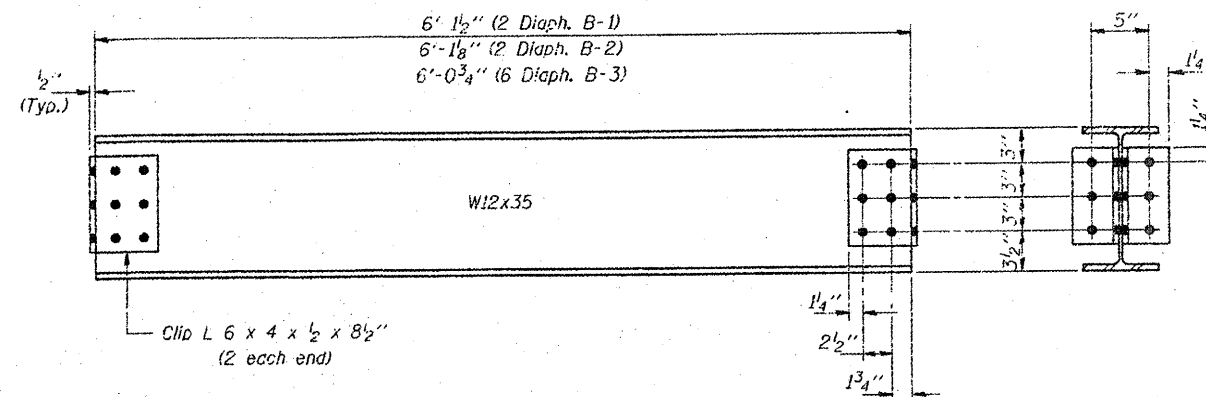 6'-1½" (2 Diaph. B-1)
6'-1⅛" (2 Diaph. B-2)
6'-0¾" (6 Diaph. B-3)
½"
(Typ.)
5"
1¼
1¼"
3"
3"
3"
3½"
W12x35
Clip L 6 x 4 x ½ x 8½"
(2 each end)
1¼"
2½"
1¾"